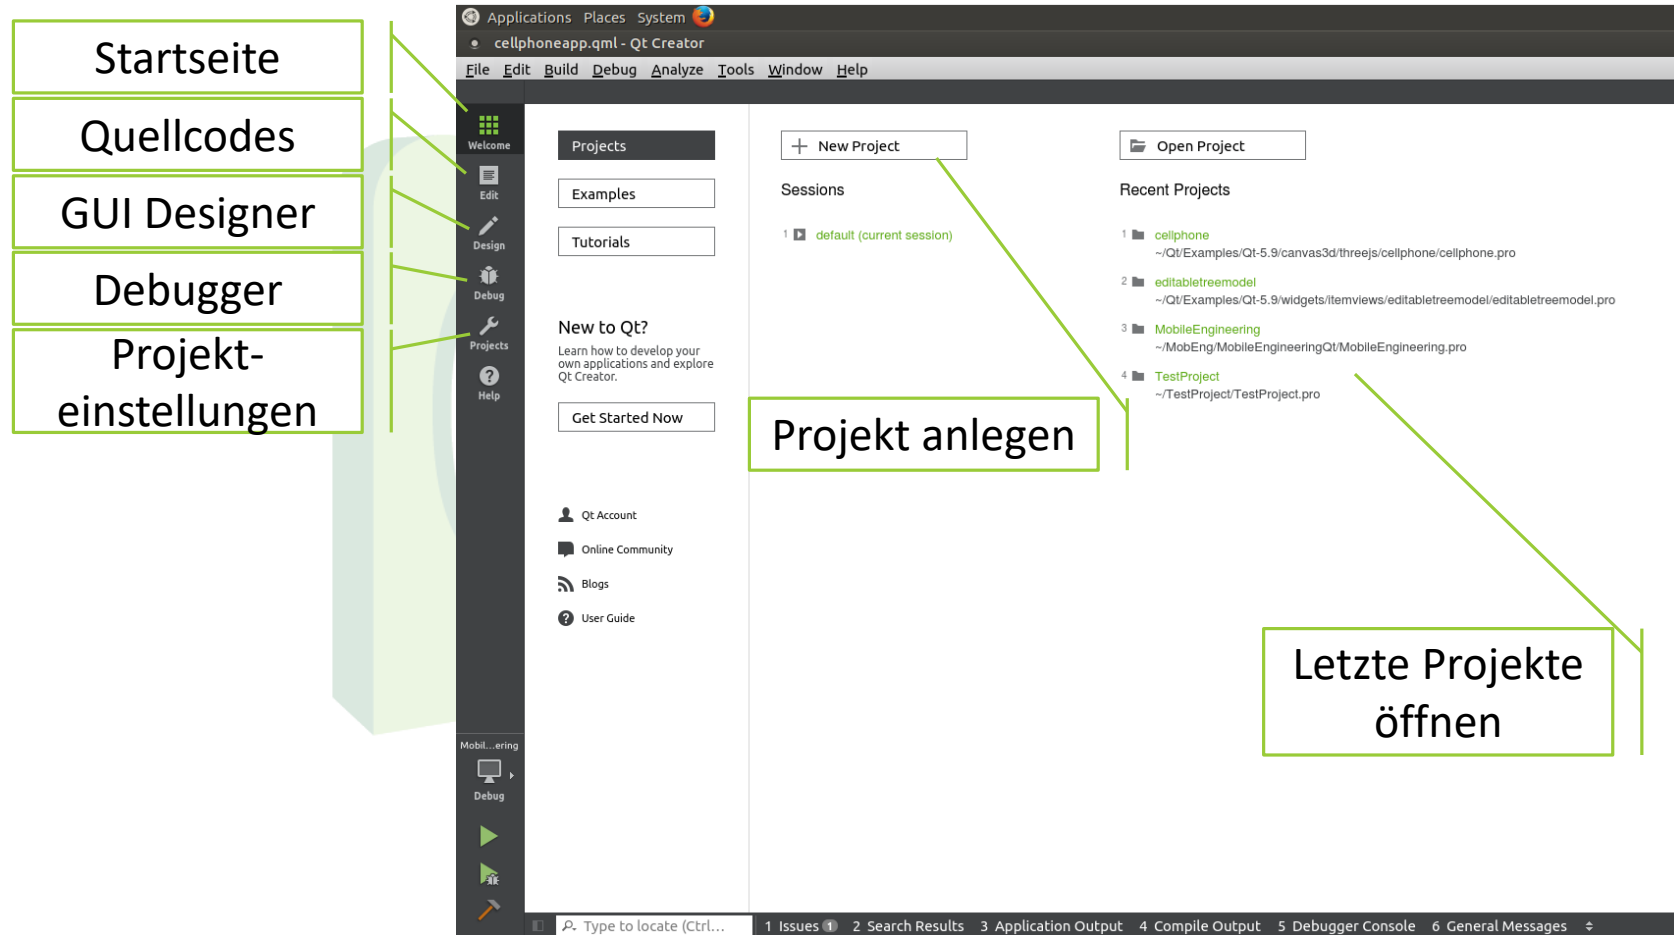 Startseite
Quellcodes
GUI Designer
Debugger
Projekt-
einstellungen
Applications Places System
cellphoneapp.qml - Qt Creator
File Edit Build Debug Analyze Tools Window Help
Welcome
Edit
Design
Debug
Projects
Help
Mobil...ering
Debug
Projects
Examples
Tutorials
New to Qt?
Learn how to develop your
own applications and explore
Qt Creator.
Get Started Now
Qt Account
Online Community
Blogs
User Guide
New Project
Sessions
1 default (current session)
Projekt anlegen
Open Project
Recent Projects
1 cellphone
~/Qt/Examples/Qt-5.9/canvas3d/threejs/cellphone/cellphone.pro
2 editabletreemodel
~/Qt/Examples/Qt-5.9/widgets/itemviews/editabletreemodel/editabletreemodel.pro
3 MobileEngineering
~/MobEng/MobileEngineeringQt/MobileEngineering.pro
4 TestProject
~/TestProject/TestProject.pro
Letzte Projekte
öffnen
Type to locate (Ctrl... 1 Issues 1 2 Search Results 3 Application Output 4 Compile Output 5 Debugger Console 6 General Messages